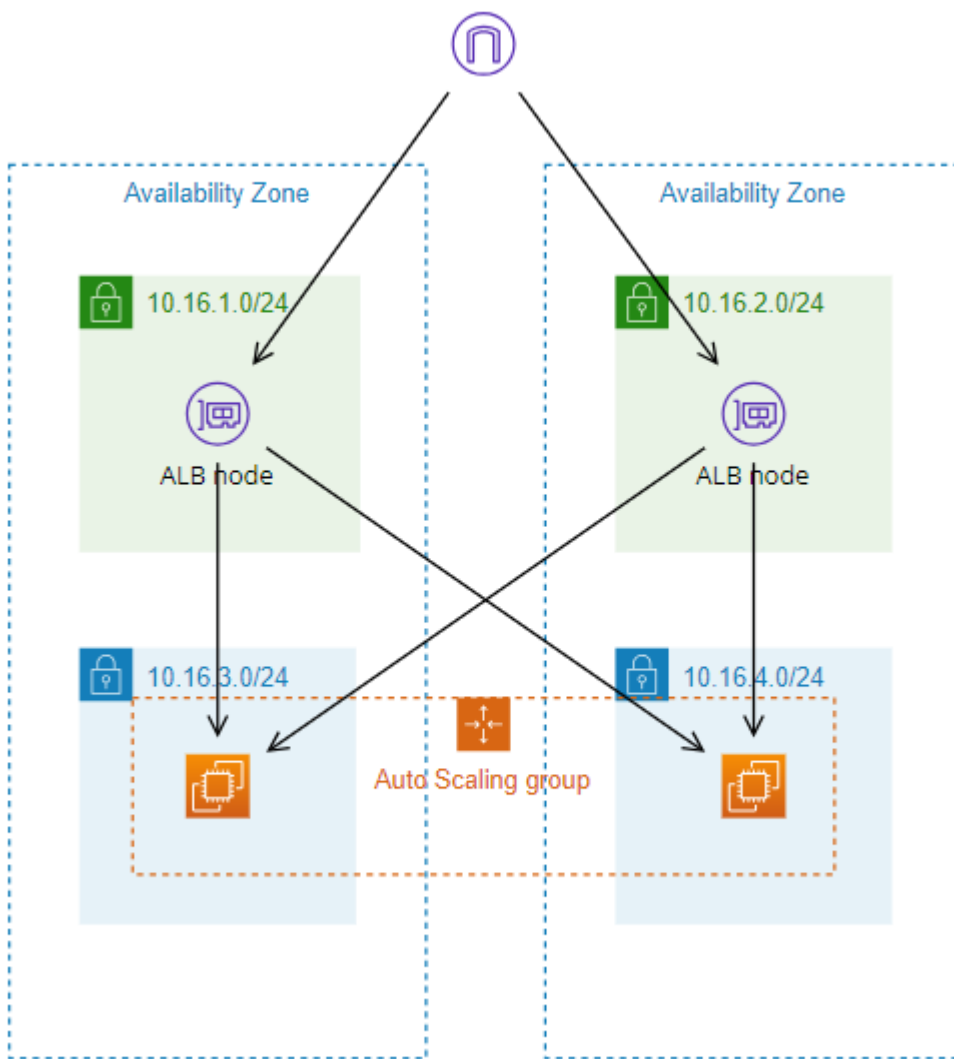 Availability Zone
Availability Zone
10.16.1.0/24
10.16.2.0/24
ALB node
ALB node
10.16.3.0/24
10.16.4.0/24
Auto Scaling group